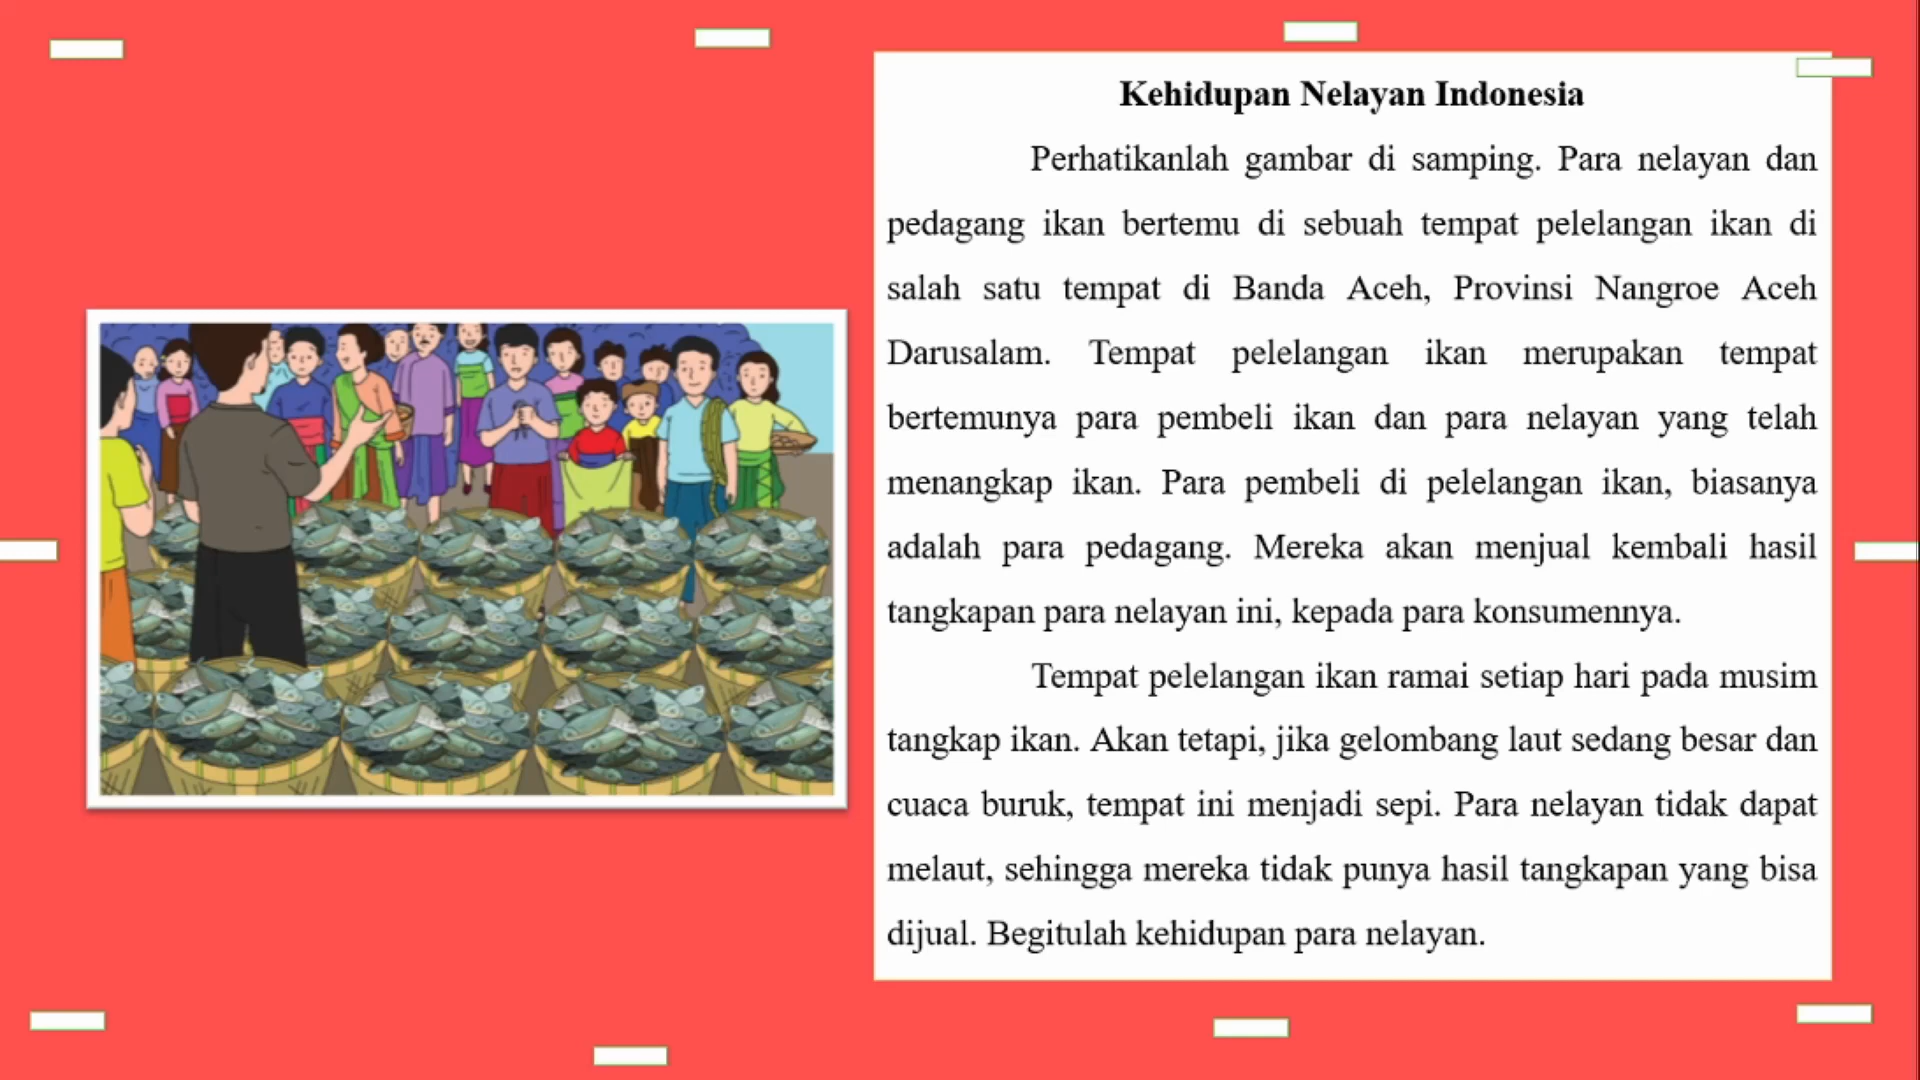 Kehidupan Nelayan Indonesia
Perhatikanlah gambar di samping. Para nelayan dan
pedagang ikan bertemu di sebuah tempat pelelangan ikan di
salah satu tempat di Banda Aceh, Provinsi Nangroe Aceh
Darusalam. Tempat pelelangan ikan merupakan tempat
bertemunya para pembeli ikan dan para nelayan yang telah
menangkap ikan. Para pembeli di pelelangan ikan, biasanya
adalah para pedagang. Mereka akan menjual kembali hasil
tangkapan para nelayan ini, kepada para konsumennya.
Tempat pelelangan ikan ramai setiap hari pada musim
tangkap ikan. Akan tetapi, jika gelombang laut sedang besar dan
cuaca buruk, tempat ini menjadi sepi. Para nelayan tidak dapat
melaut, sehingga mereka tidak punya hasil tangkapan yang bisa
dijual. Begitulah kehidupan para nelayan.